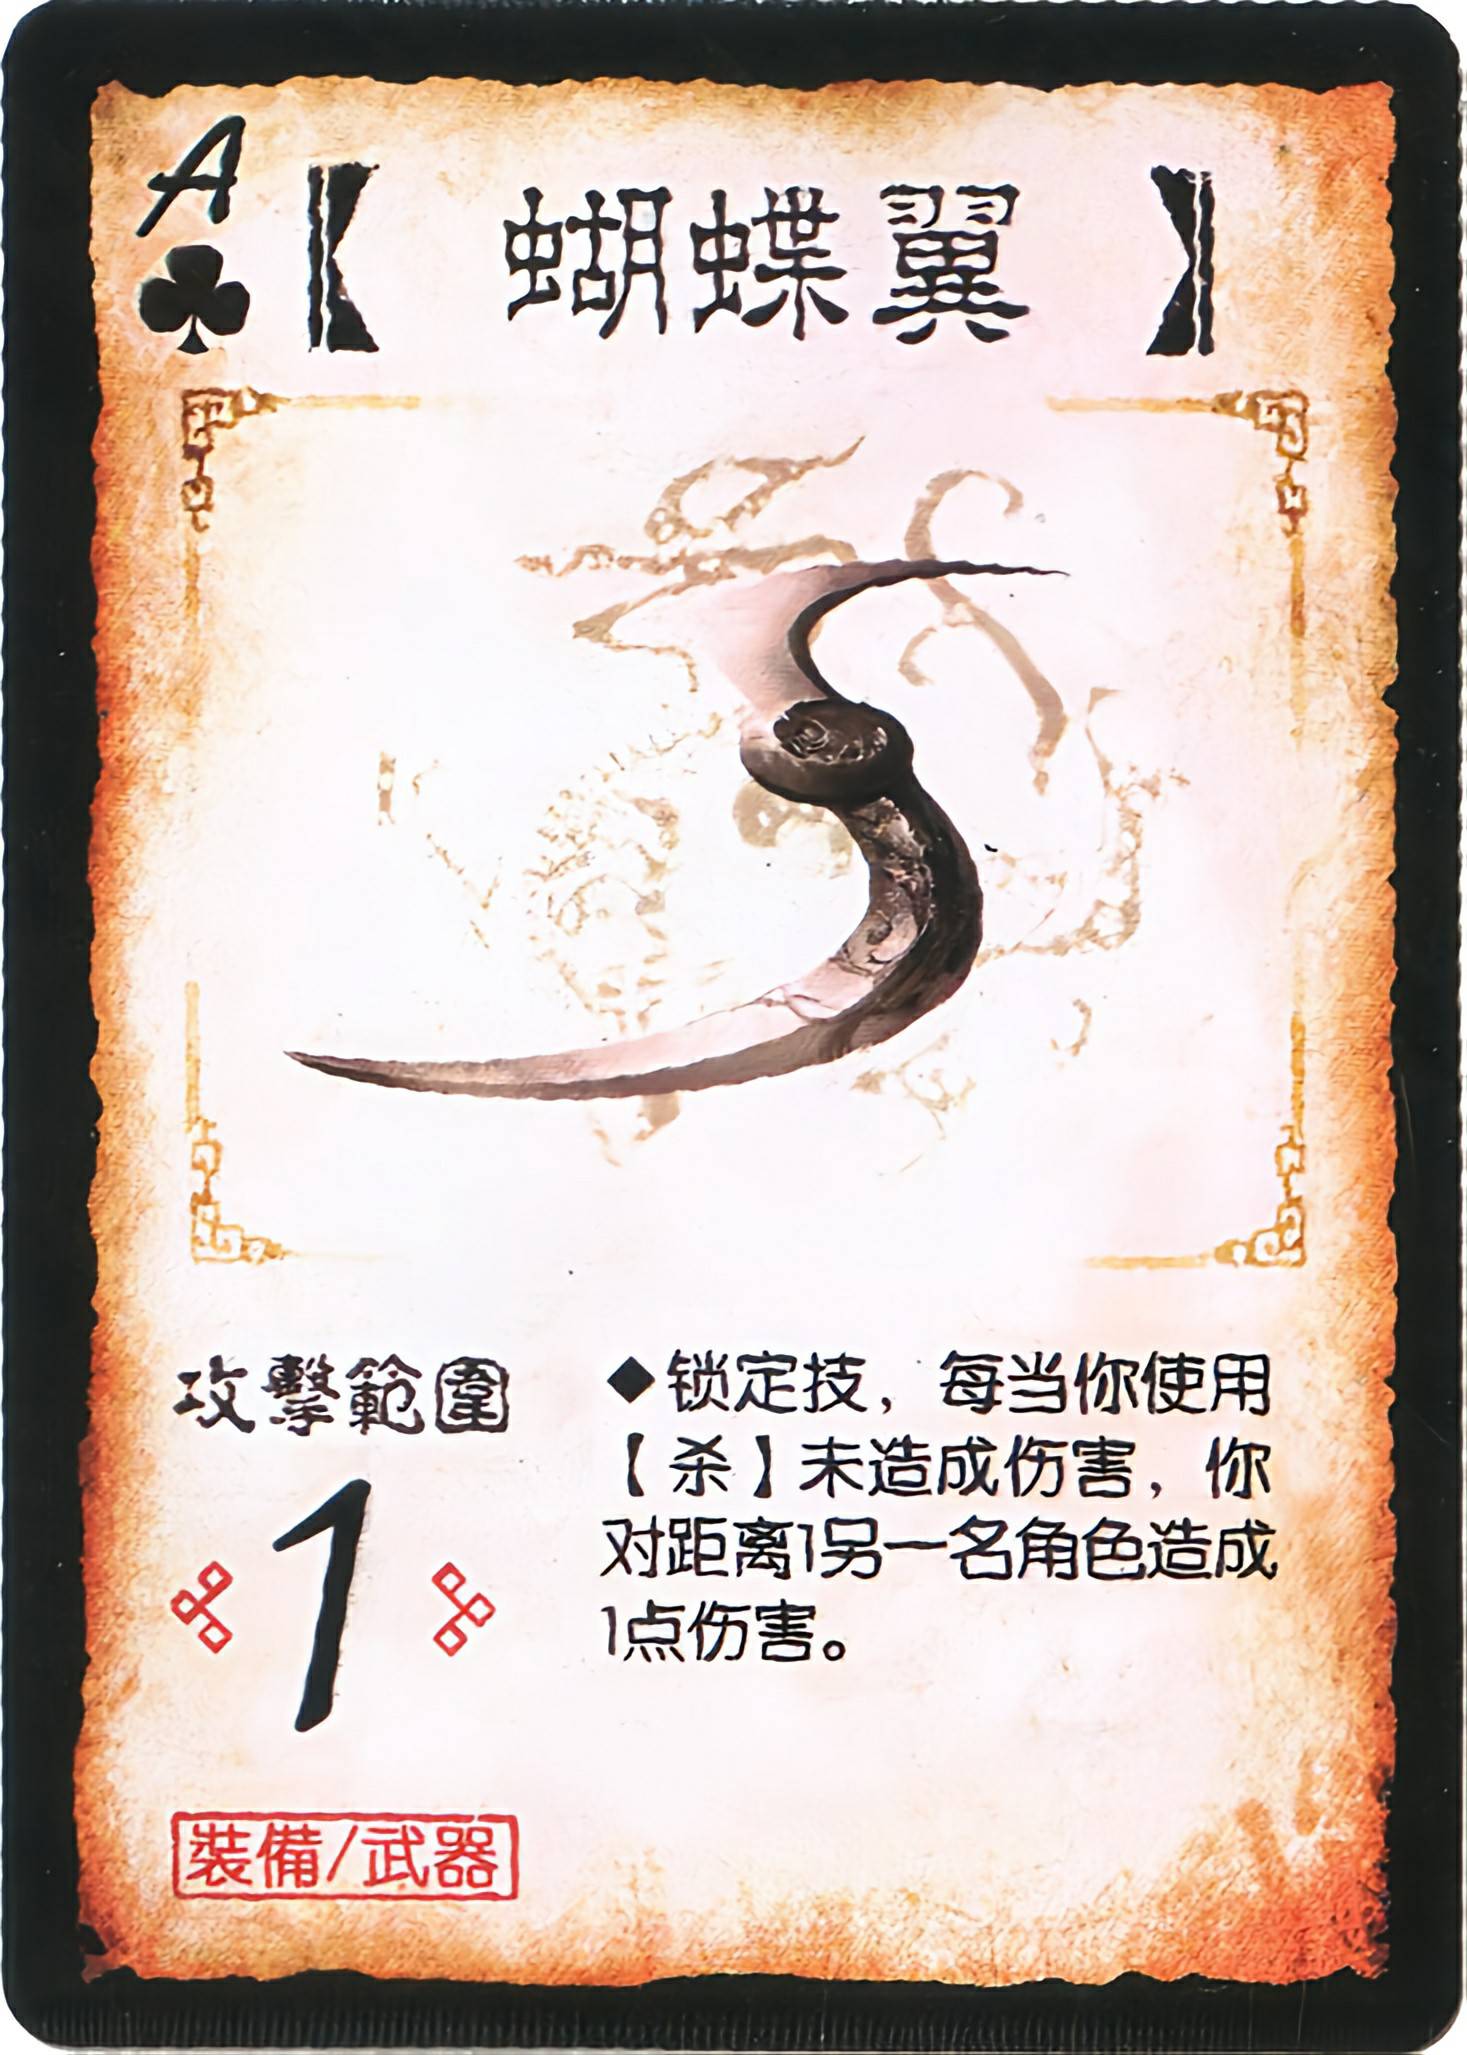 A
【蝴蝶翼】
攻擊範圍
1
◆锁定技，每当你使用
【杀】未造成伤害，你
对距离1另一名角色造成
1点伤害。
裝備/武器